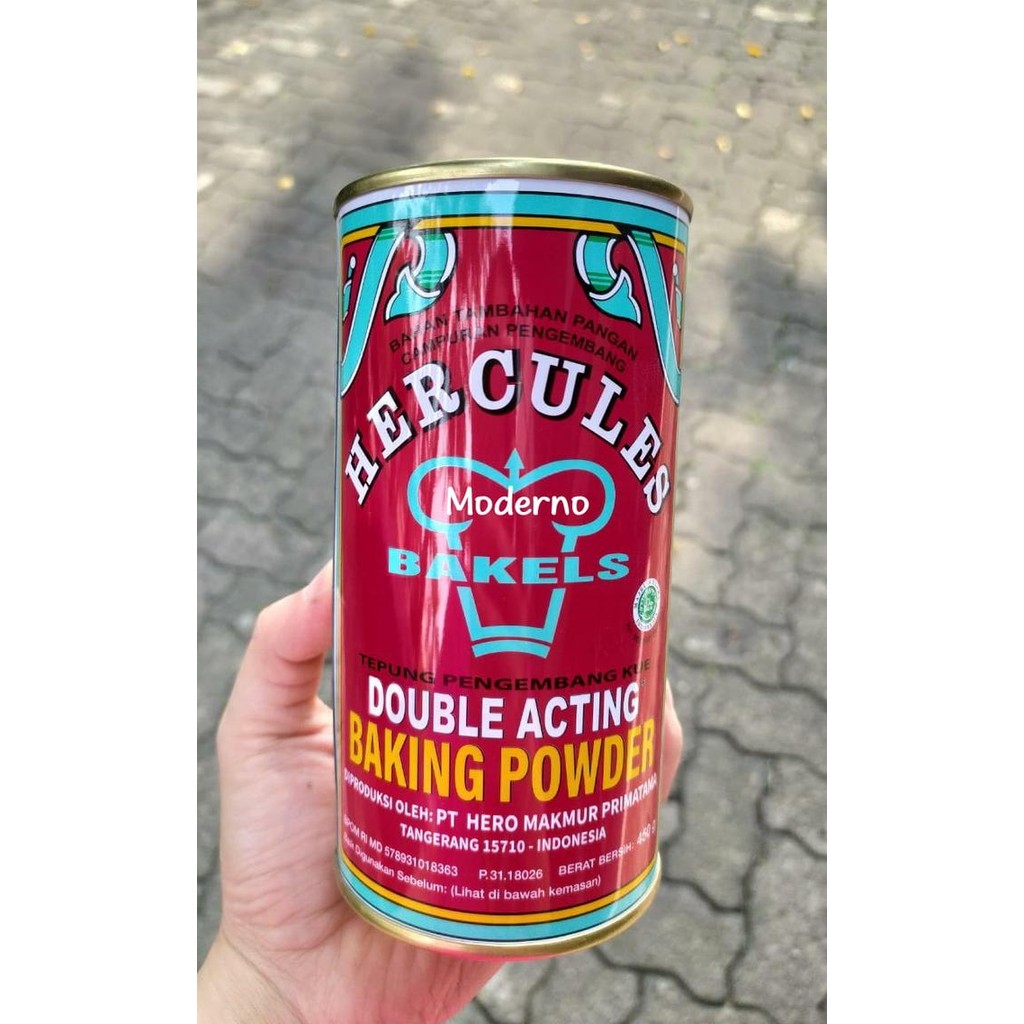 BAHAN TAMBAHAN PANGAN
CAMPURAN PENGEMBANG
HERCULES
Moderno
BAKELS
TEPUNG PENGEMBANG KUE
DOUBLE ACTING
BAKING POWDER
DIPRODUKSI OLEH: PT HERO MAKMUR PRIMATAMA
TANGERANG 15710 - INDONESIA
BPOM RI MD 578931018363 P.31.18026 BERAT BERSIH: 450 g
Baik Digunakan Sebelum: (Lihat di bawah kemasan)